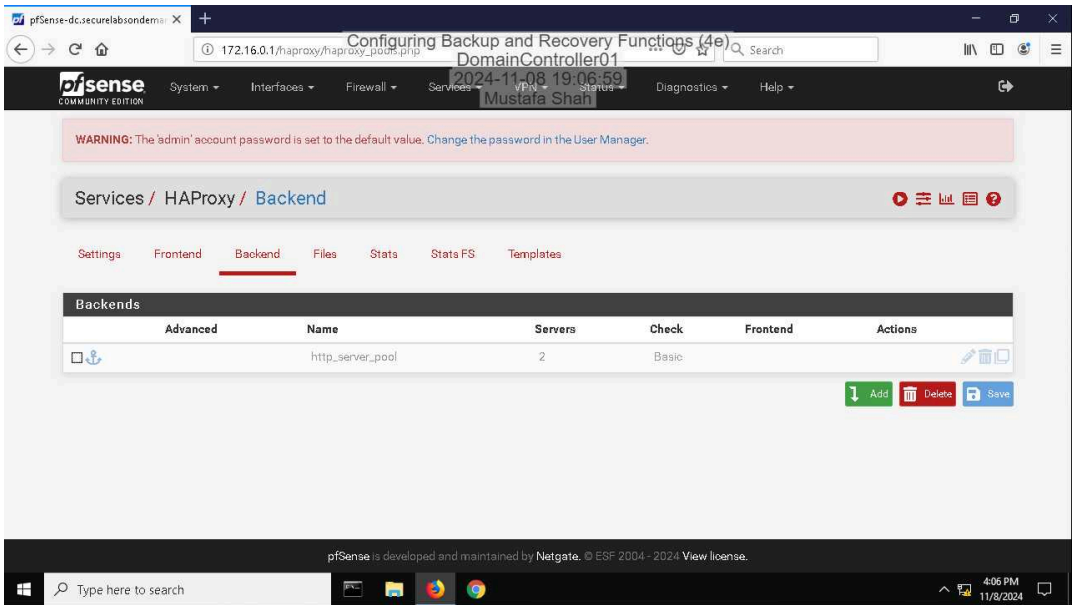 pfSense-dc.securelabsondemar
172.16.0.1/haproxy/haproxy_pools.php
Search
Configuring Backup and Recovery Functions (4e)
DomainController01
2024-11-08 19:06:59
Mustafa Shah
pfsense
COMMUNITY EDITION
System Interfaces Firewall Services VPN Status Diagnostics Help
WARNING: The 'admin' account password is set to the default value. Change the password in the User Manager.
Services / HAProxy / Backend
Settings Frontend Backend Files Stats Stats FS Templates
Backends
Advanced Name Servers Check Frontend Actions
http_server_pool 2 Basic
Add Delete Save
pfSense is developed and maintained by Netgate. © ESF 2004 - 2024 View license.
Type here to search
4:06 PM
11/8/2024